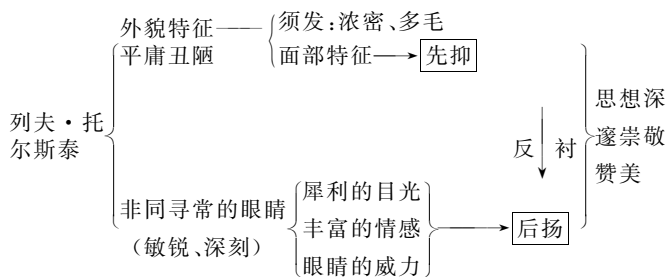 外貌特征
平庸丑陋
须发:浓密、多毛
面部特征
先抑
列夫·托
尔斯泰
反衬
思想深
邃崇敬
赞美
非同寻常的眼睛
(敏锐、深刻)
犀利的目光
丰富的情感
眼睛的威力
后扬